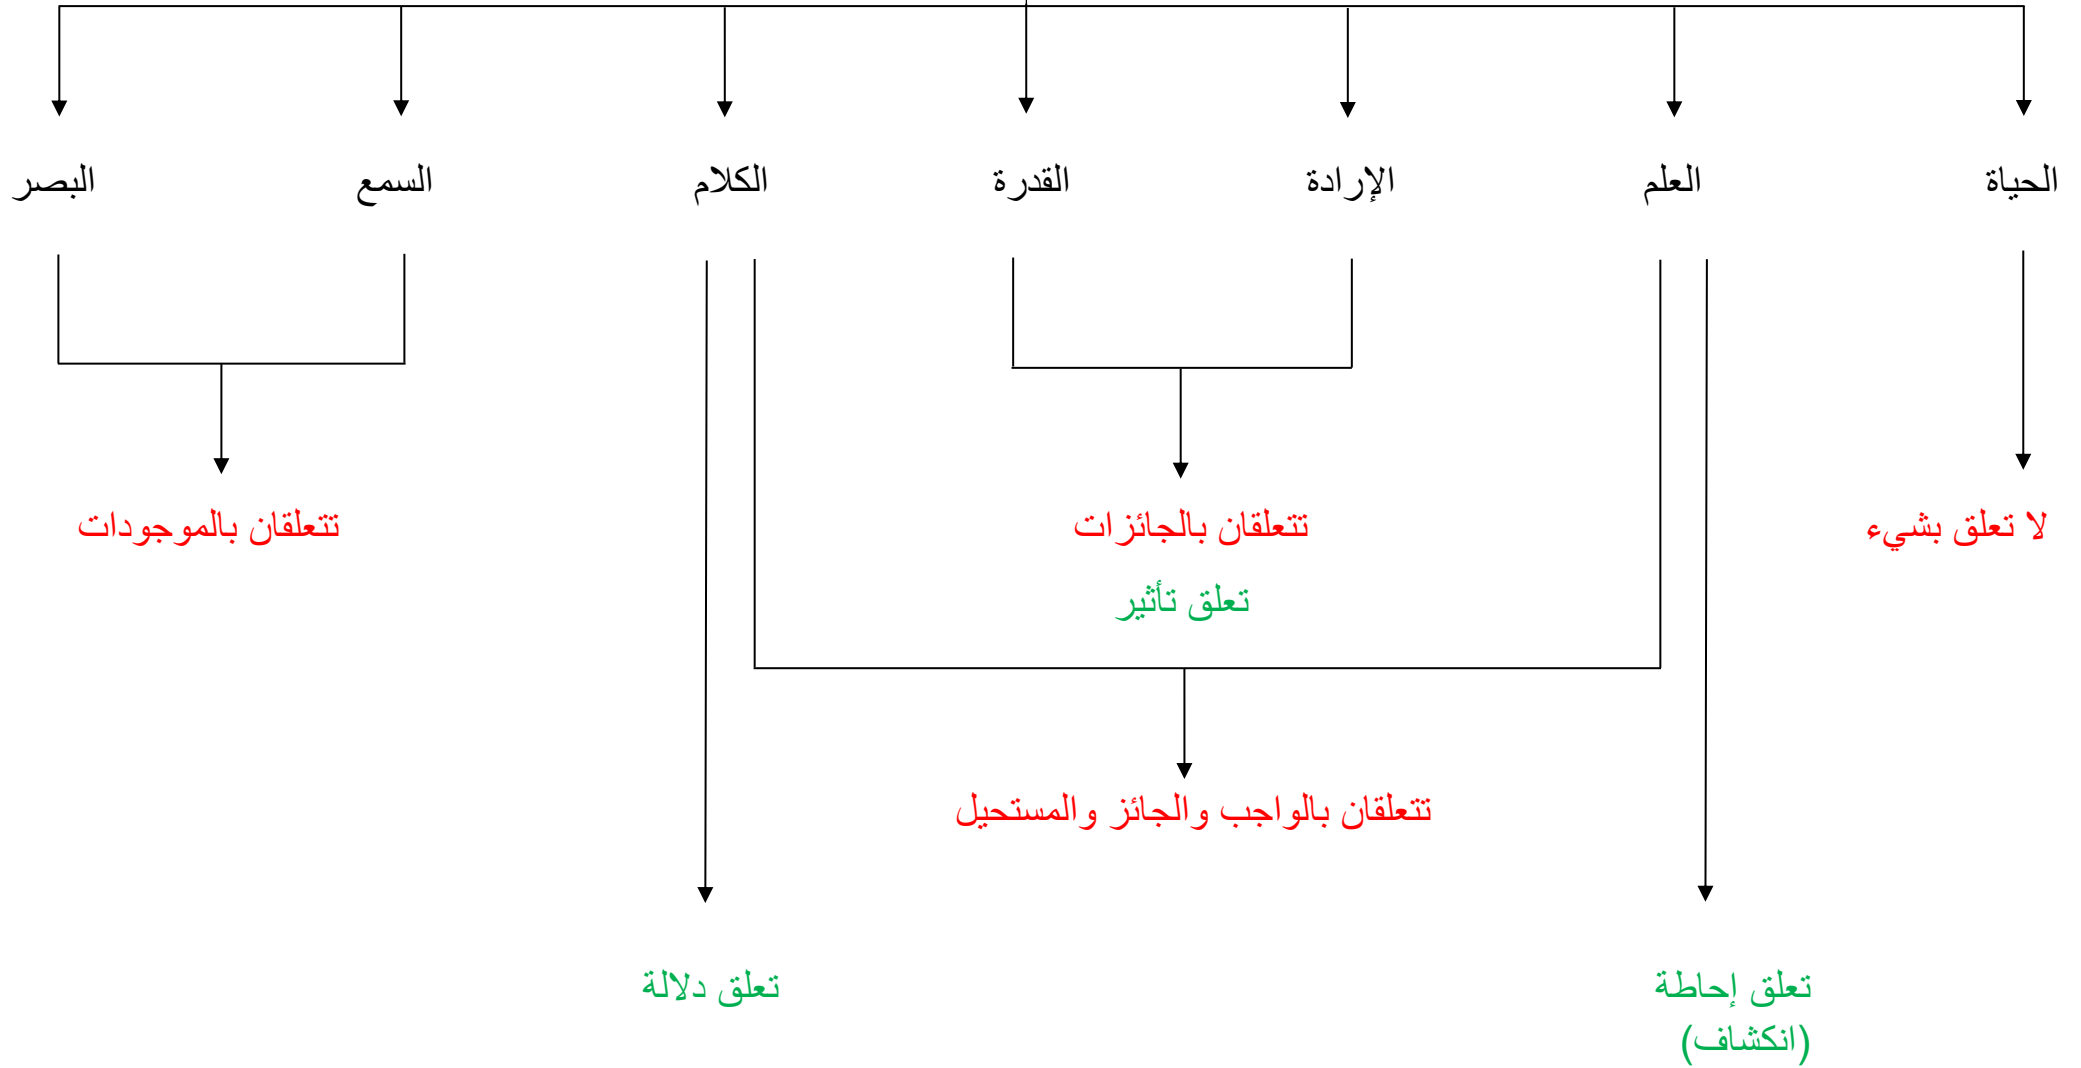 الحياة
العلم
الإرادة
القدرة
الكلام
السمع
البصر
لا تعلق بشيء
تتعلقان بالجائزات
تعلق تأثير
تتعلقان بالموجودات
تتعلقان بالواجب والجائز والمستحيل
تعلق إحاطة
(انكشاف)
تعلق دلالة